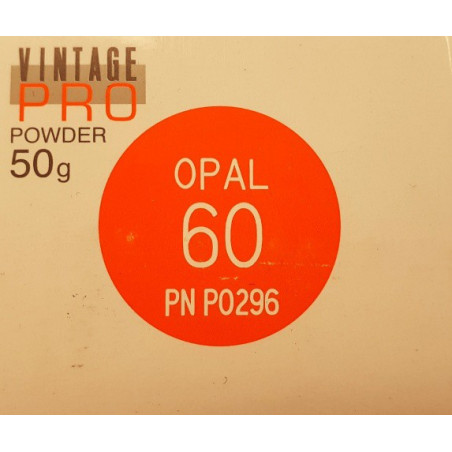 VINTAGE
PRO
POWDER
50g
OPAL
60
PN P0296